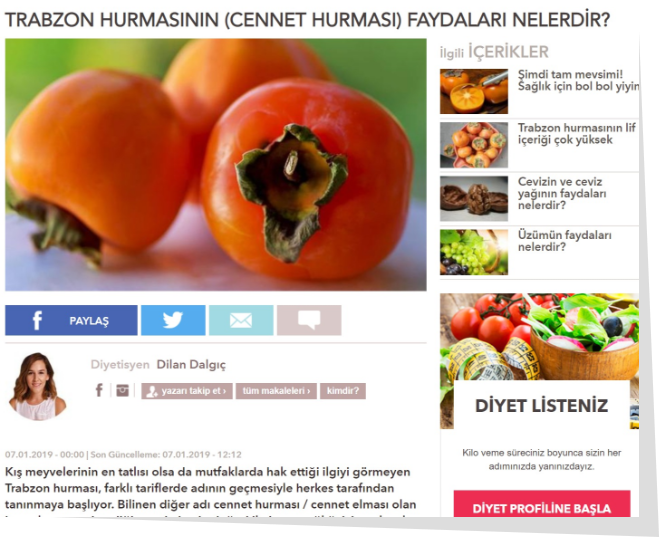 TRABZON HURMASININ (CENNET HURMASI) FAYDALARI NELERDİR?
İlgili İÇERİKLER
Şimdi tam mevsimi!
Sağlık için bol bol yiyin
Trabzon hurmasının lif
içeriği çok yüksek
Cevizin ve ceviz
yağının faydaları
nelerdir?
Üzümün faydaları
nelerdir?
f PAYLAŞ
Diyetisyen Dilan Dalgıç
f yazarı takip et › tüm makaleleri › kimdir?
DİYET LİSTENİZ
Kilo verme süreciniz boyunca sizin her
adımınızda yanınızdayız.
DİYET PROFİLİNE BAŞLA
07.01.2019 - 00:00 | Son Güncelleme: 07.01.2019 - 12:12
Kış meyvelerinin en tatlısı olsa da mutfaklarda hak ettiği ilgiyi görmeyen
Trabzon hurması, farklı tariflerde adının geçmesiyle herkes tarafından
tanınmaya başlıyor. Bilinen diğer adı cennet hurması / cennet elması olan